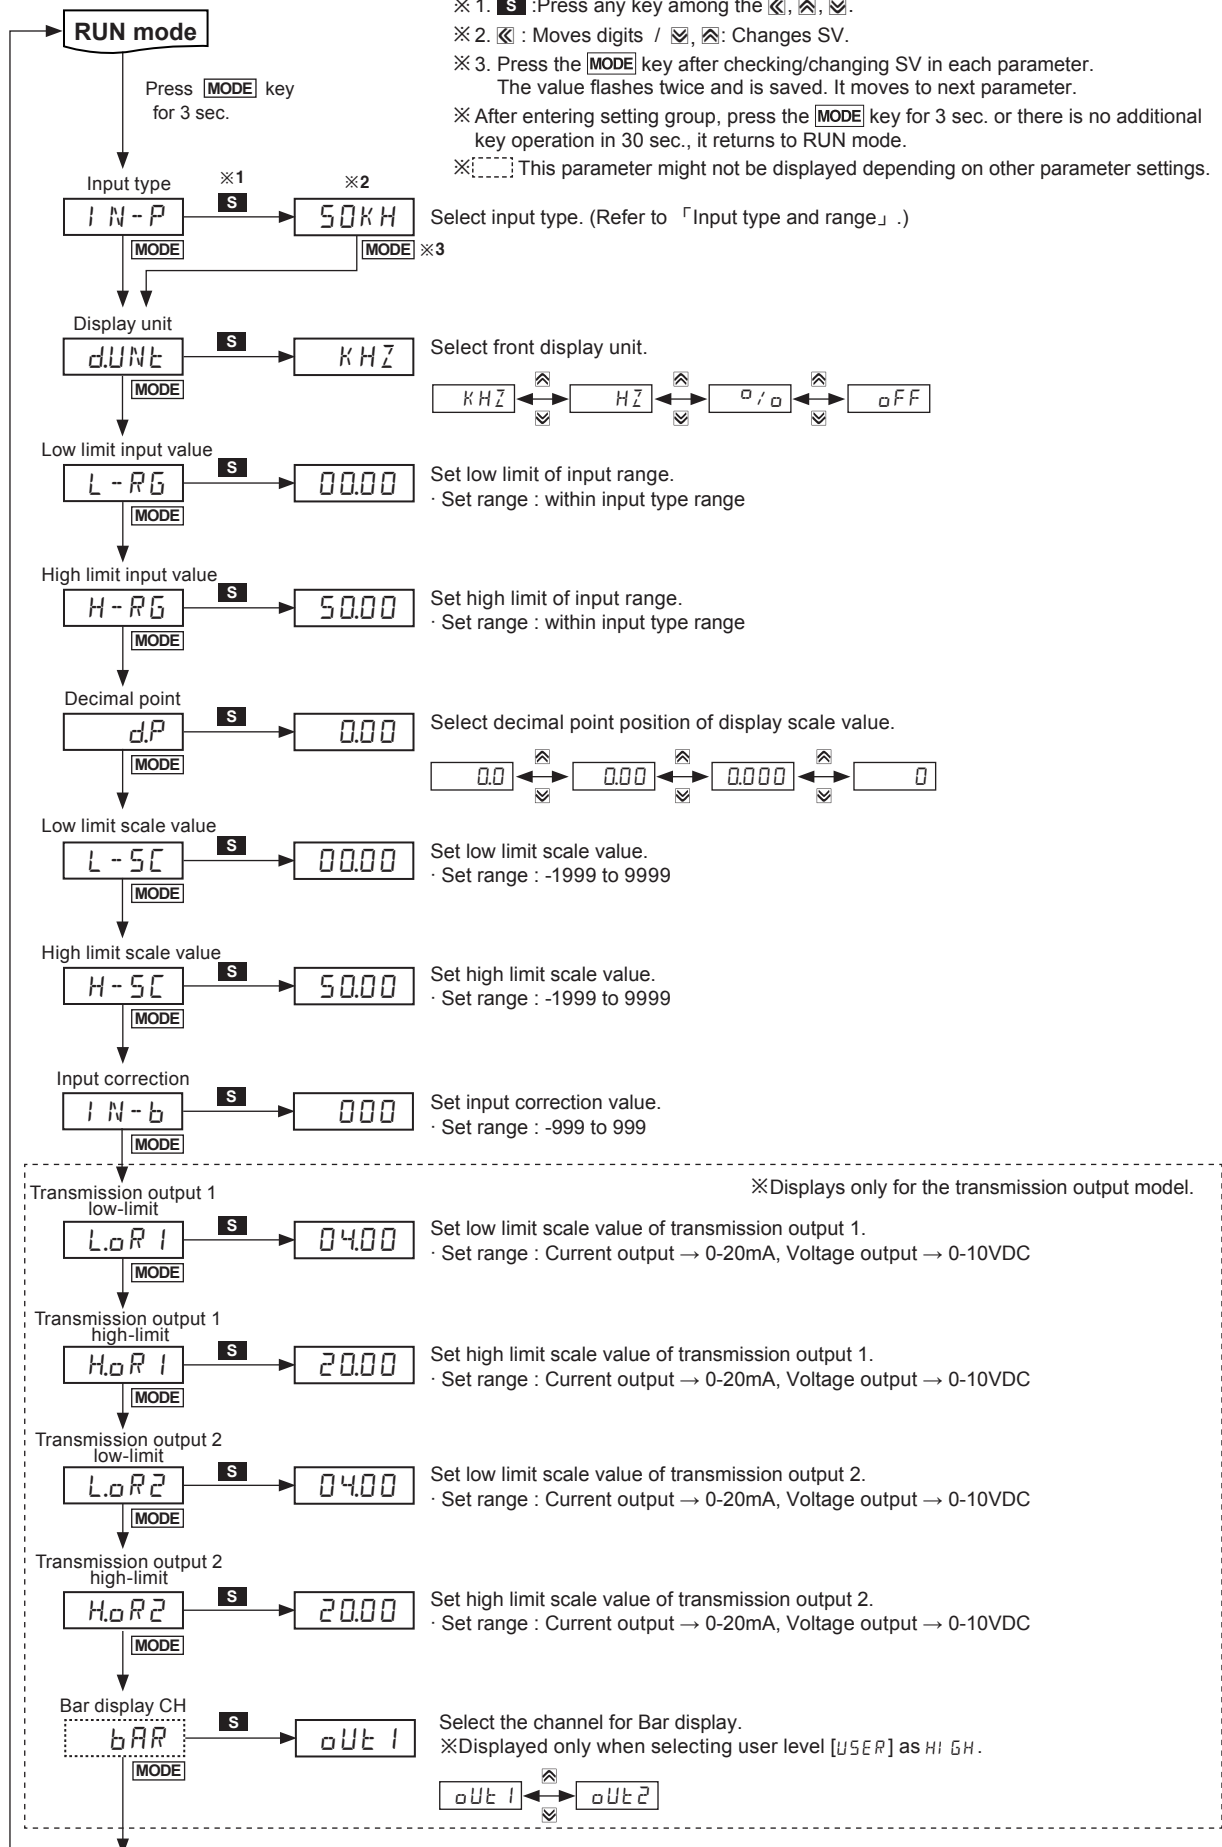 ※ 1. S :Press any key among the «, ︽, ︾.
RUN mode
※ 2. « : Moves digits / ︾, ︽: Changes SV.
※ 3. Press the MODE key after checking/changing SV in each parameter.
The value flashes twice and is saved. It moves to next parameter.
Press MODE key
for 3 sec.
※ After entering setting group, press the MODE key for 3 sec. or there is no additional
key operation in 30 sec., it returns to RUN mode.
※ This parameter might not be displayed depending on other parameter settings.
Input type ※1 ※2
IN-P S 50KH Select input type. (Refer to 「Input type and range」.)
MODE MODE ※3
Display unit
d.UNt S KHZ Select front display unit.
MODE
KHZ HZ % oFF
Low limit input value
L-RG S 00.00 Set low limit of input range.
· Set range : within input type range
MODE
High limit input value
H-RG S 50.00 Set high limit of input range.
· Set range : within input type range
MODE
Decimal point
d.P S 0.00 Select decimal point position of display scale value.
MODE
0.0 0.00 0.000 0
Low limit scale value
L-SC S 00.00 Set low limit scale value.
· Set range : -1999 to 9999
MODE
High limit scale value
H-SC S 50.00 Set high limit scale value.
· Set range : -1999 to 9999
MODE
Input correction
IN-b S 000 Set input correction value.
· Set range : -999 to 999
MODE
※Displays only for the transmission output model.
Transmission output 1
low-limit
L.oR1 S 04.00 Set low limit scale value of transmission output 1.
· Set range : Current output → 0-20mA, Voltage output → 0-10VDC
MODE
Transmission output 1
high-limit
H.oR1 S 20.00 Set high limit scale value of transmission output 1.
· Set range : Current output → 0-20mA, Voltage output → 0-10VDC
MODE
Transmission output 2
low-limit
L.oR2 S 04.00 Set low limit scale value of transmission output 2.
· Set range : Current output → 0-20mA, Voltage output → 0-10VDC
MODE
Transmission output 2
high-limit
H.oR2 S 20.00 Set high limit scale value of transmission output 2.
· Set range : Current output → 0-20mA, Voltage output → 0-10VDC
MODE
Bar display CH
bAR S oUt1 Select the channel for Bar display.
※Displayed only when selecting user level [USER] as HIGH.
MODE
oUt1 oUt2